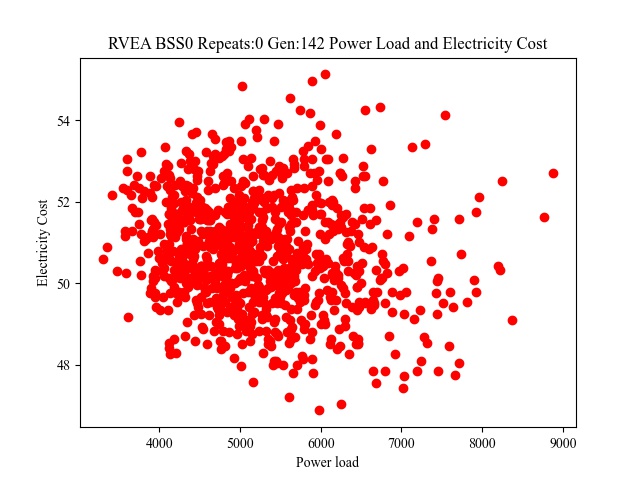 RVEA BSS0 Repeats:0 Gen:142 Power Load and Electricity Cost
54
52
50
48
Electricity Cost
4000 5000 6000 7000 8000 9000
Power load